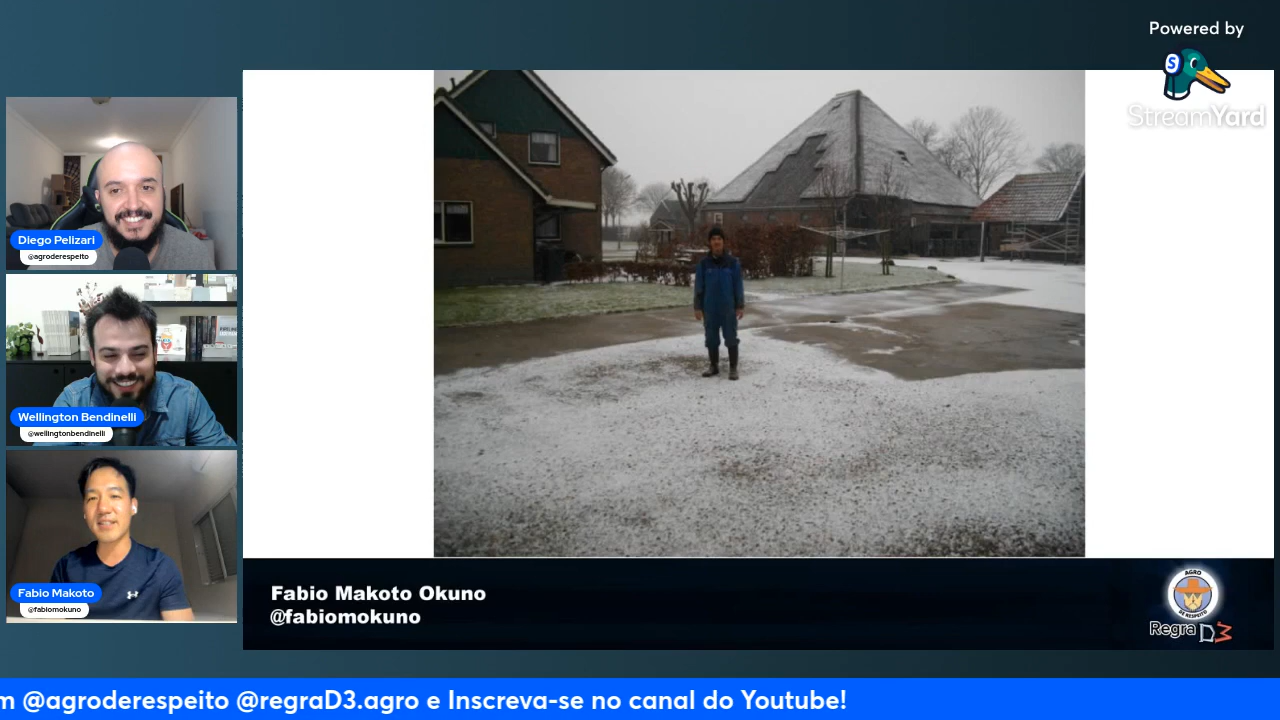 Powered by
StreamYard
Diego Pelizari
@agroderespeito
Wellington Bendinelli
@wellingtonbendinelli
Fabio Makoto
@fabiomokuno
Fabio Makoto Okuno
@fabiomokuno
AGRO
DE RESPEITO
Regra D3
m @agroderespeito @regraD3.agro e Inscreva-se no canal do Youtube!